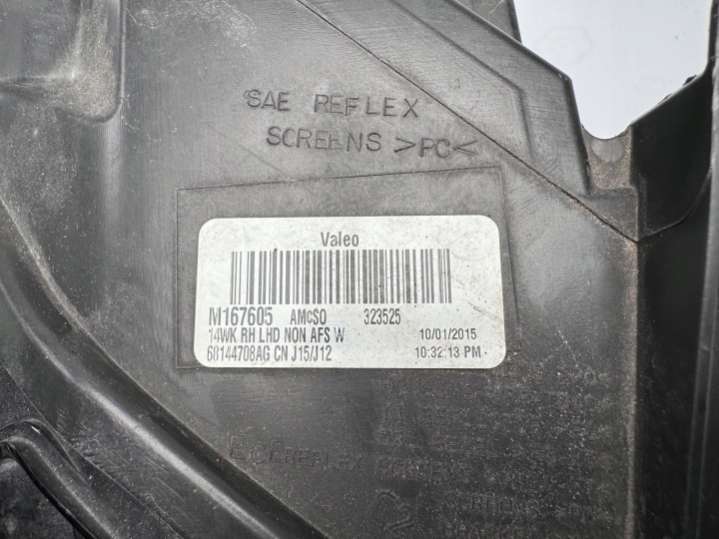 SAE REFLEX
SCREENS >PC<
Valeo
M167605 AMCSO 323525
14WK RH LHD NON AFS W 10/01/2015
68144708AG CN J15/J12 10:32:13 PM